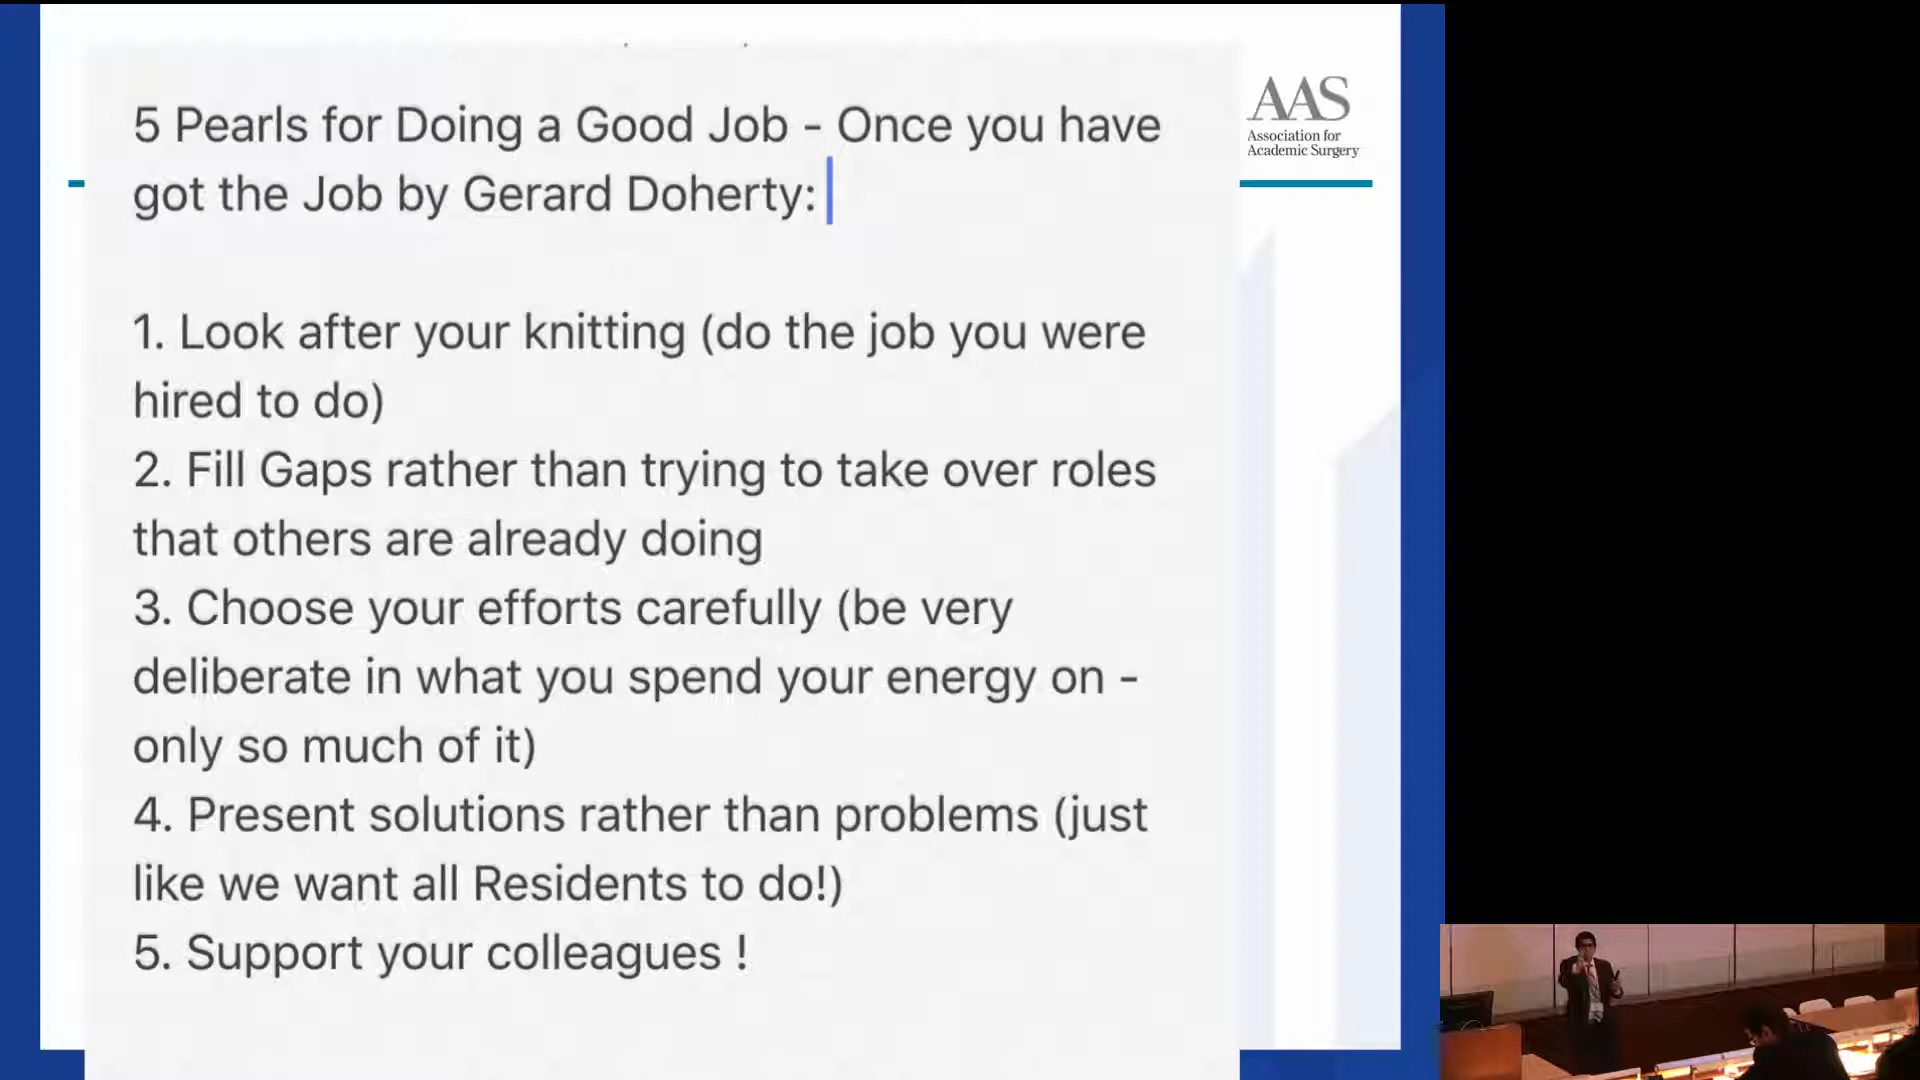 5 Pearls for Doing a Good Job - Once you have
got the Job by Gerard Doherty:
1. Look after your knitting (do the job you were
hired to do)
2. Fill Gaps rather than trying to take over roles
that others are already doing
3. Choose your efforts carefully (be very
deliberate in what you spend your energy on -
only so much of it)
4. Present solutions rather than problems (just
like we want all Residents to do!)
5. Support your colleagues !
AAS
Association for
Academic Surgery